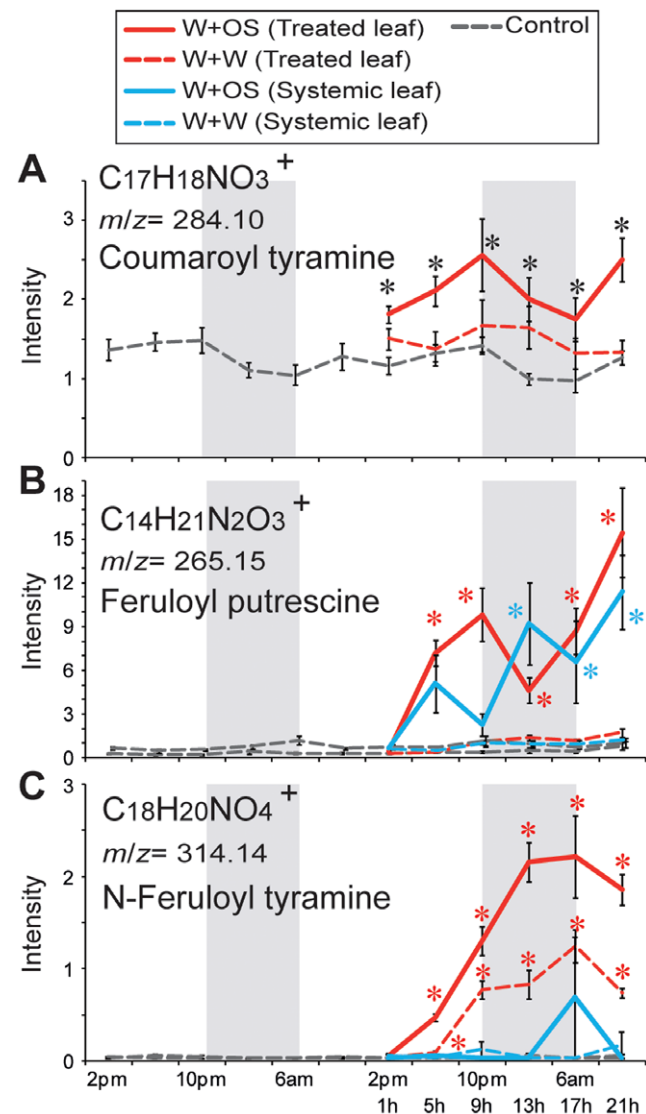 W+OS (Treated leaf) Control
W+W (Treated leaf)
W+OS (Systemic leaf)
W+W (Systemic leaf)
A
C17H18NO3+
m/z= 284.10
Coumaroyl tyramine
Intensity
3
2
1
0
* * * * * *
B
C14H21N2O3+
m/z= 265.15
Feruloyl putrescine
Intensity
18
15
12
9
6
3
1
0
* * * * * * * *
C
C18H20NO4+
m/z= 314.14
N-Feruloyl tyramine
Intensity
3
2
1
0
* * * * * * * * * *
2pm 10pm 6am 2pm 10pm 6am
1h 5h 9h 13h 17h 21h